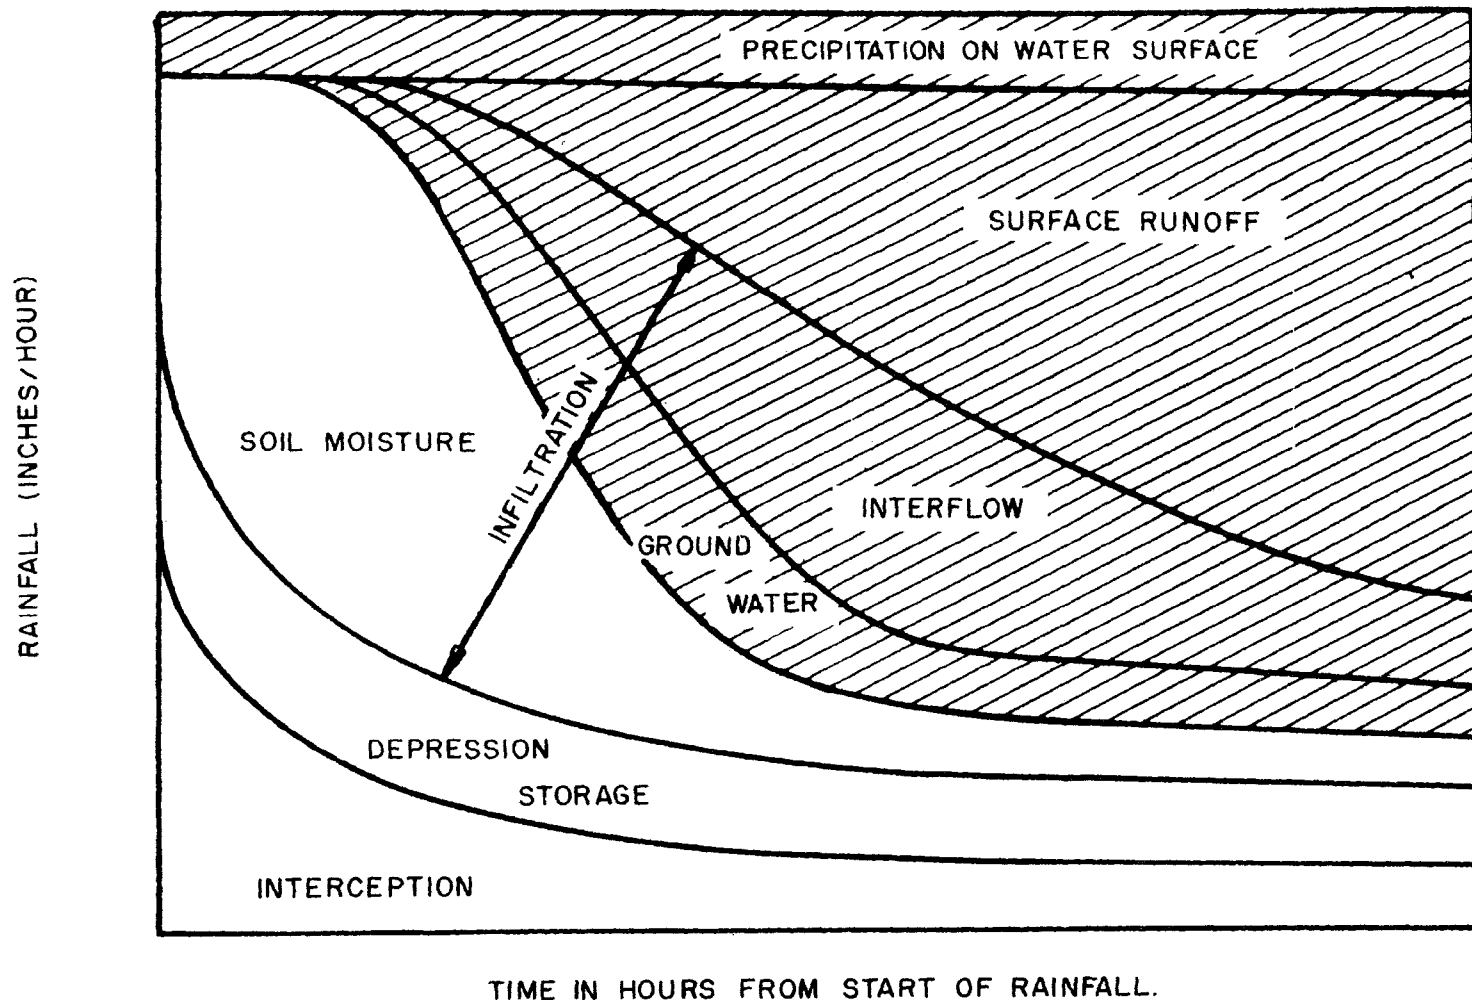 PRECIPITATION ON WATER SURFACE
SURFACE RUNOFF
RAINFALL (INCHES/HOUR)
SOIL MOISTURE
INFILTRATION
INTERFLOW
GROUND
WATER
DEPRESSION
STORAGE
INTERCEPTION
TIME IN HOURS FROM START OF RAINFALL.